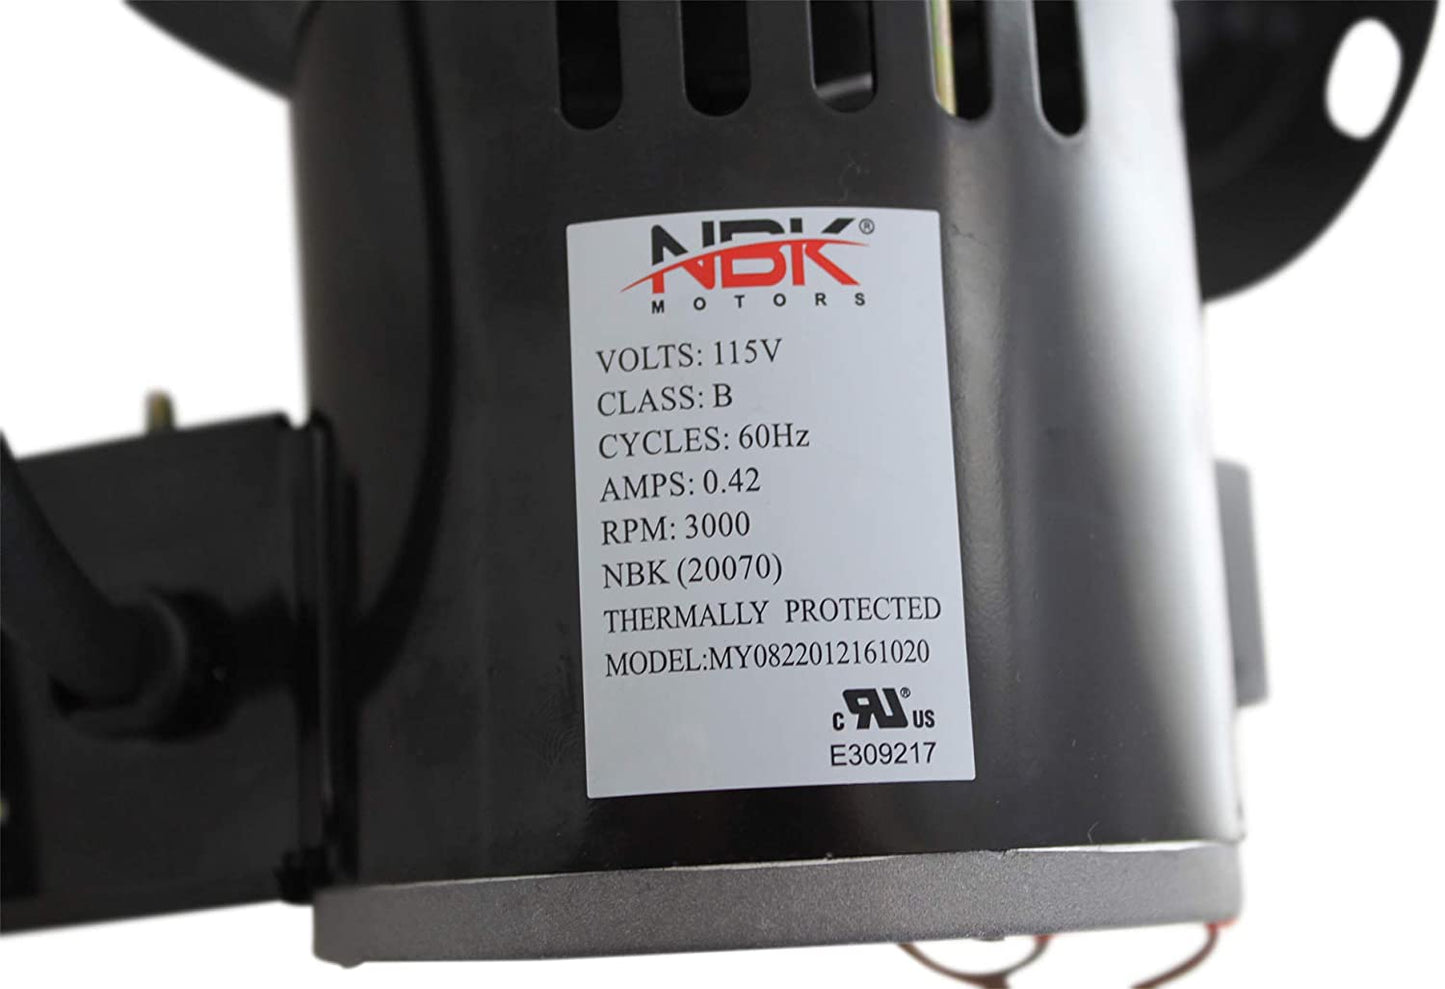 NBK®
MOTORS
VOLTS: 115V
CLASS: B
CYCLES: 60Hz
AMPS: 0.42
RPM: 3000
NBK (20070)
THERMALLY PROTECTED
MODEL:MY0822012161020
C RU® US
E309217